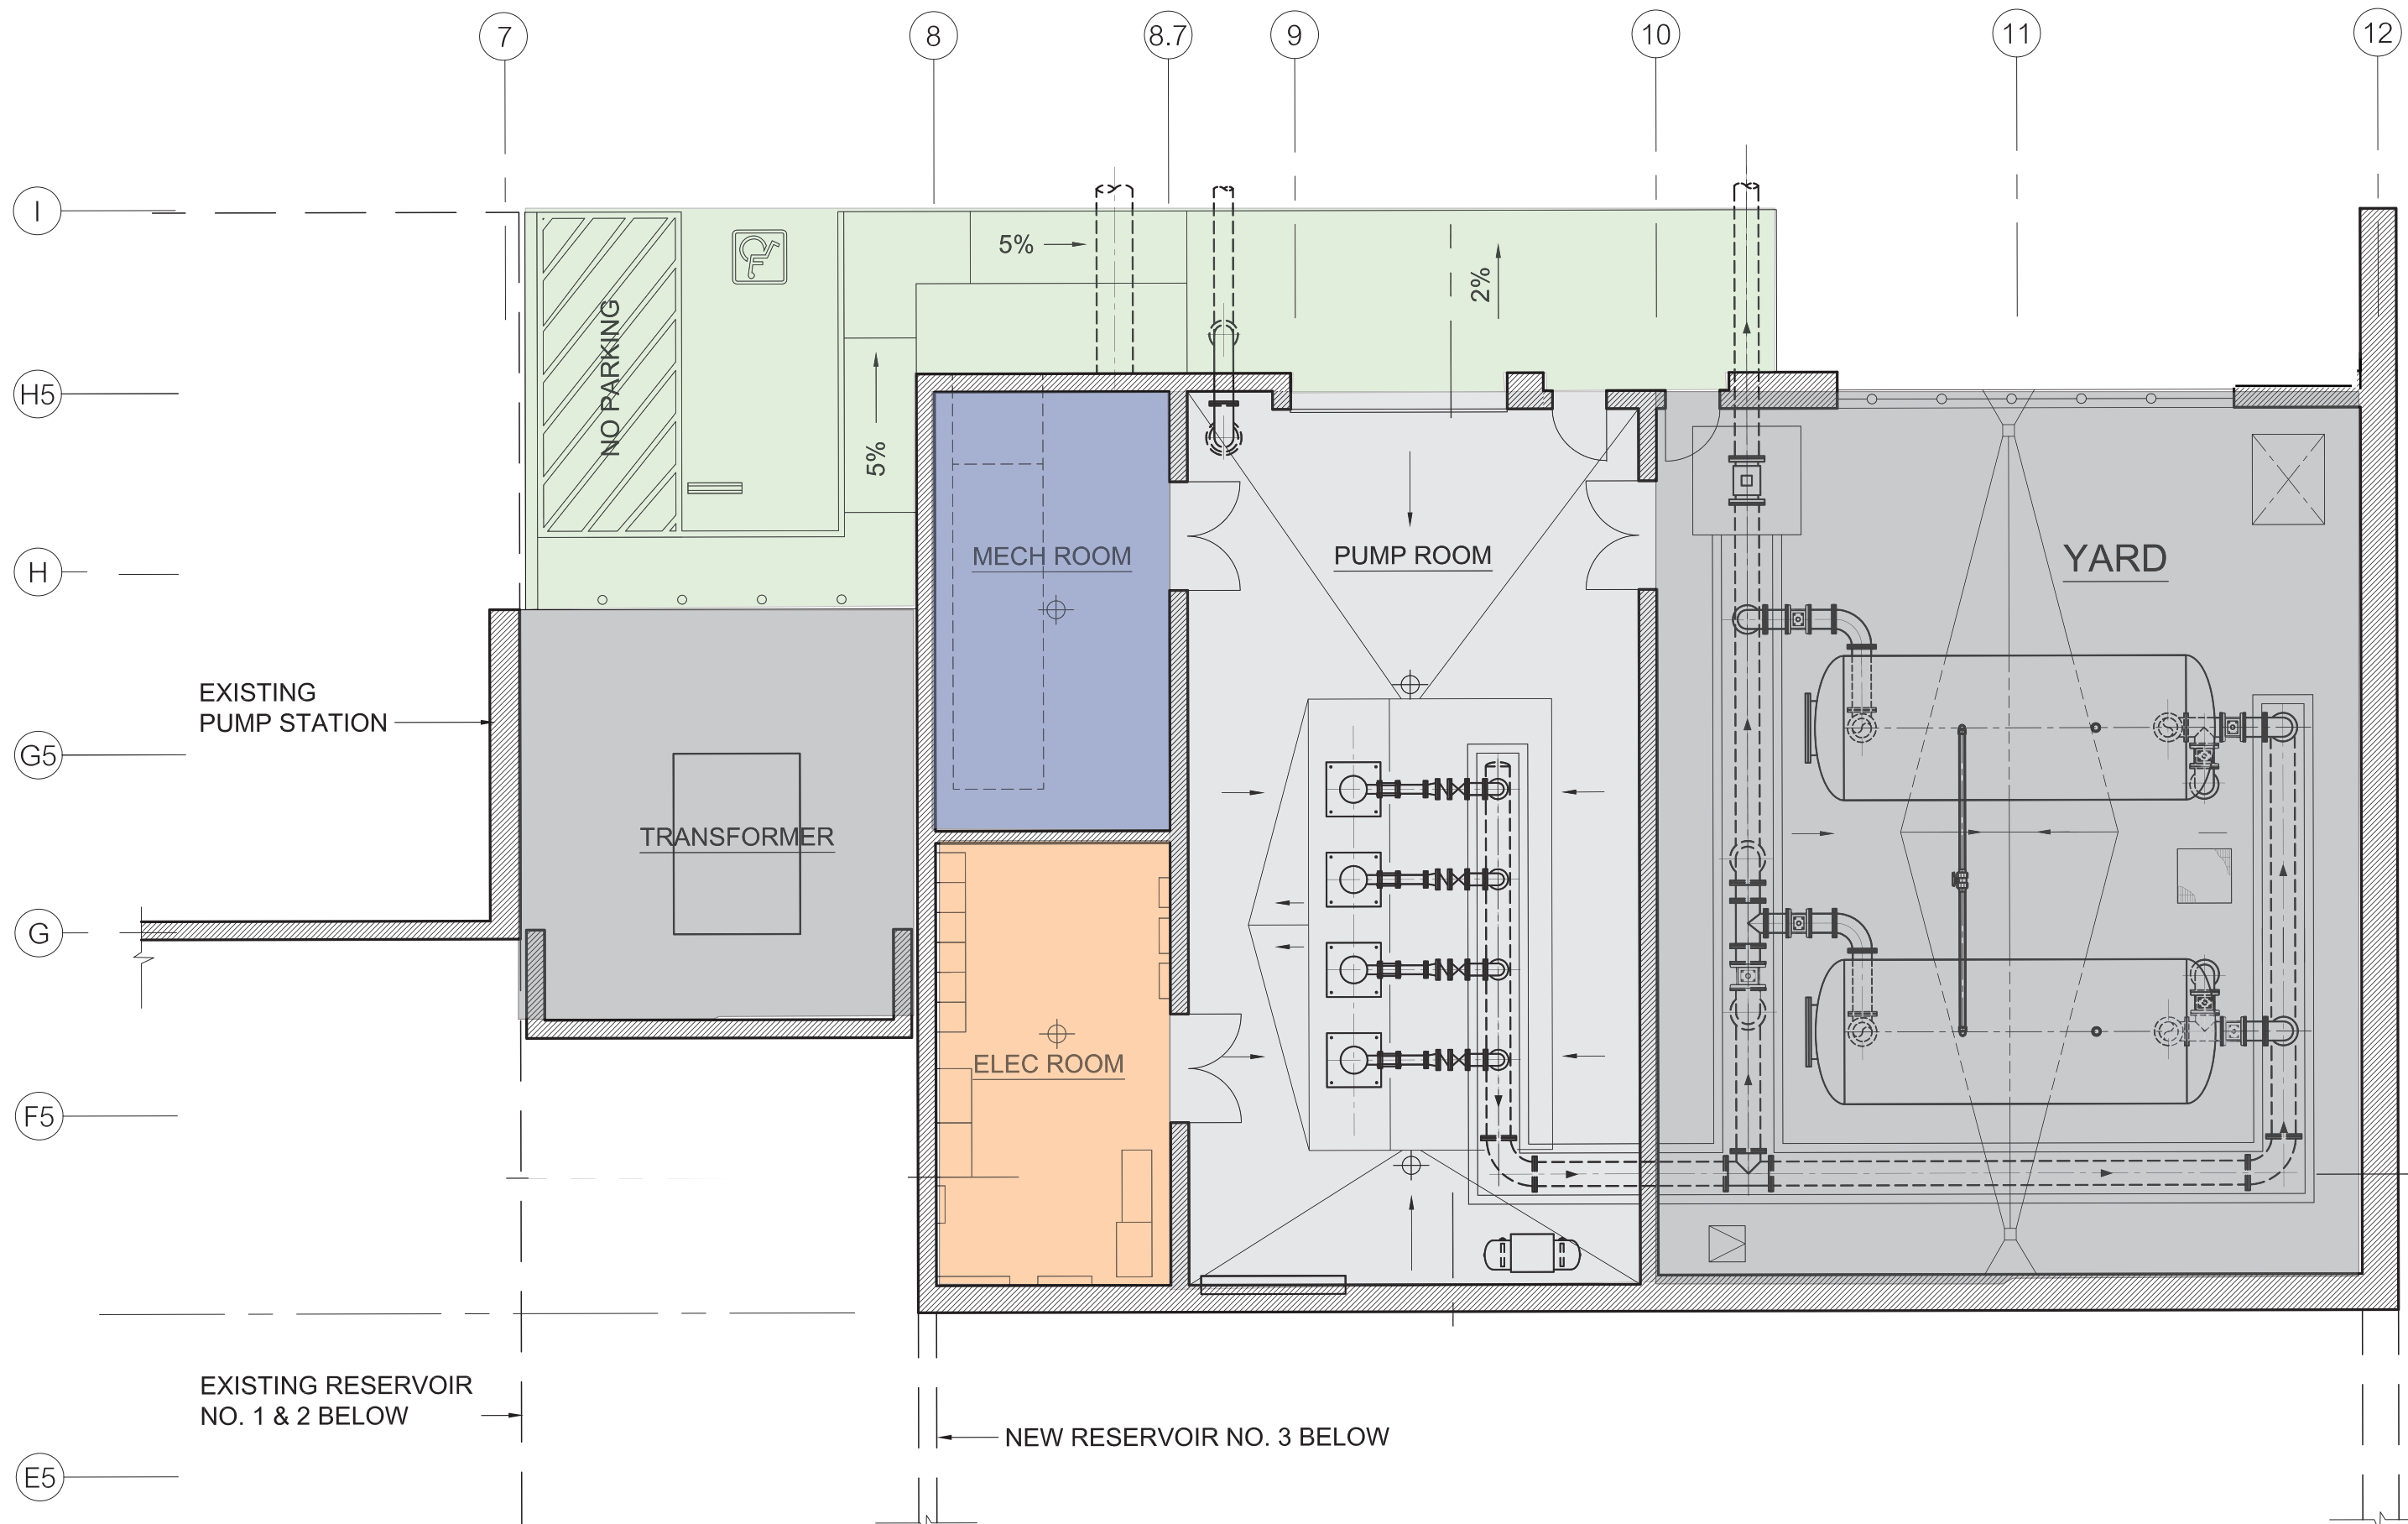 7
8
8.7
9
10
11
12
I
5%
2%
NO PARKING
H5
5%
H
MECH ROOM
PUMP ROOM
YARD
EXISTING
PUMP STATION
G5
TRANSFORMER
G
ELEC ROOM
F5
EXISTING RESERVOIR
NO. 1 & 2 BELOW
NEW RESERVOIR NO. 3 BELOW
E5